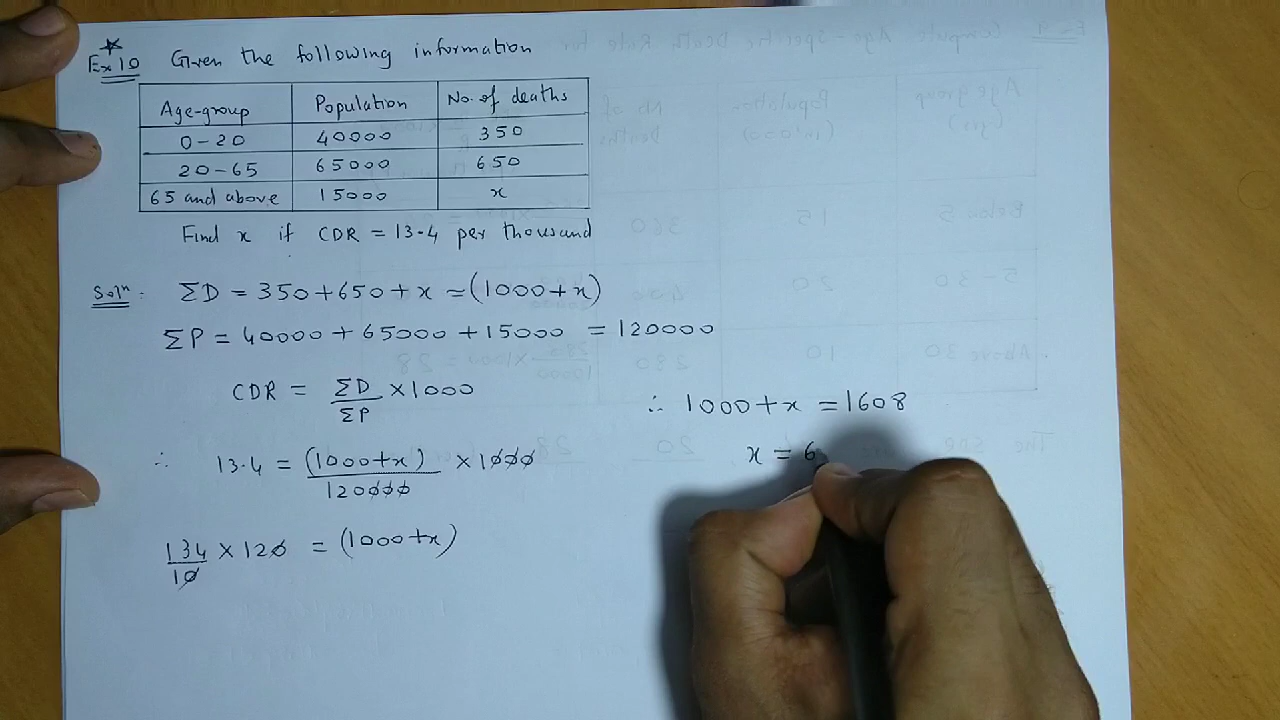 Ex 10 Given the following information
Age-group Population No. of deaths
0-20 40000 350
20-65 65000 650
65 and above 15000 x
Find x if CDR = 13.4 per thousand
Solⁿ: ΣD = 350+650+x = (1000+x)
ΣP = 40000 + 65000 + 15000 = 120000
CDR = ΣD/ΣP × 1000
∴ 13.4 = (1000+x)/120000 × 1000
134/10 × 120 = (1000+x)
∴ 1000+x = 1608
x = 6